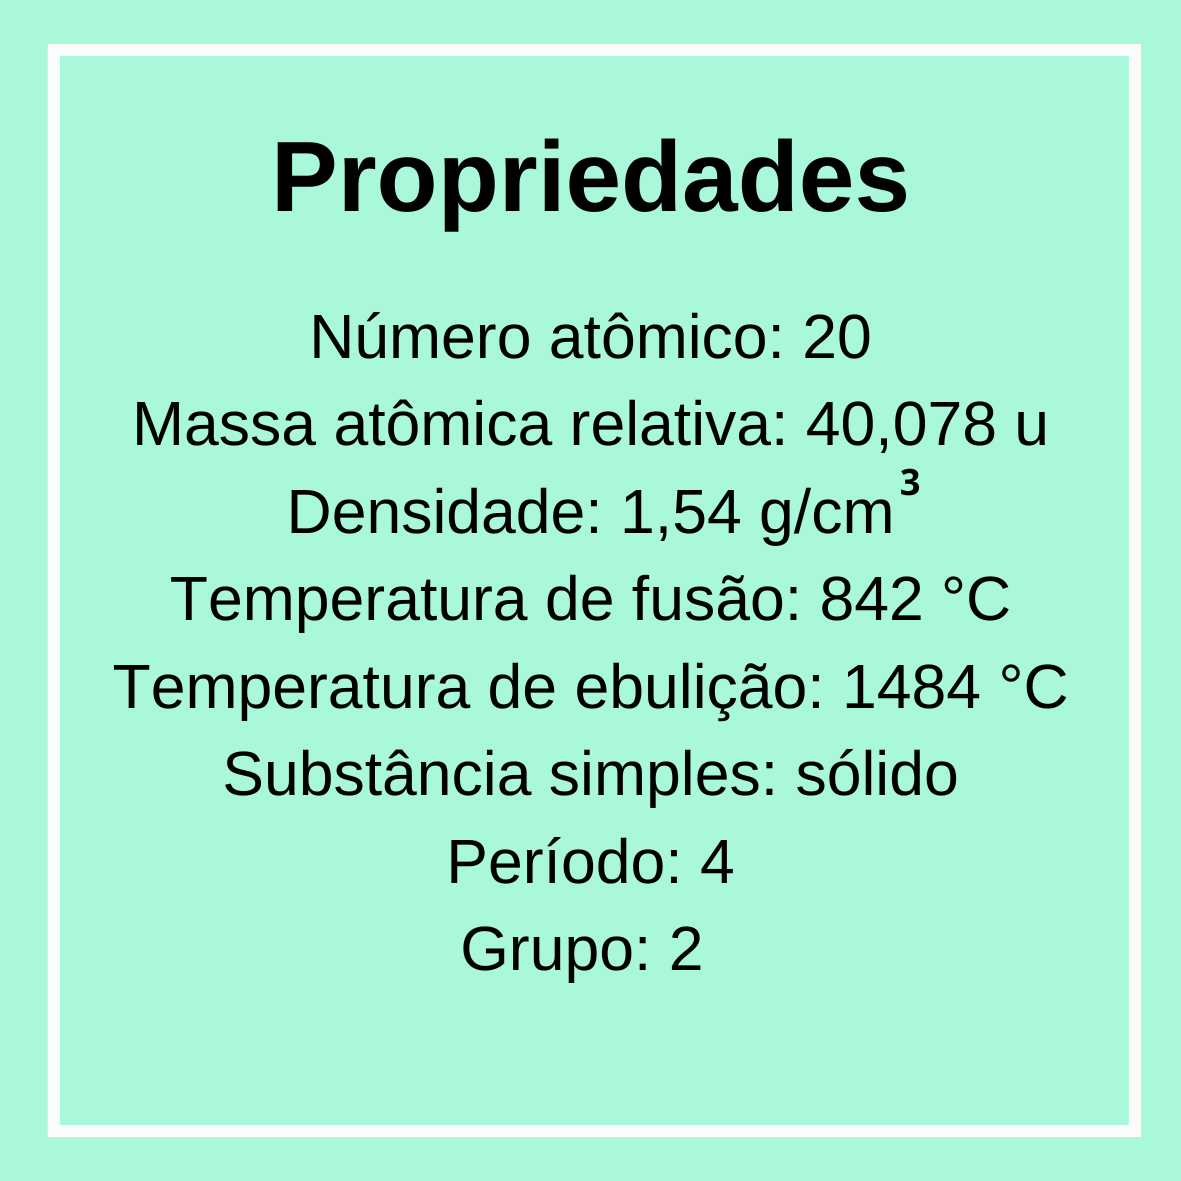 Propriedades
Número atômico: 20
Massa atômica relativa: 40,078 u
Densidade: 1,54 g/cm³
Temperatura de fusão: 842 °C
Temperatura de ebulição: 1484 °C
Substância simples: sólido
Período: 4
Grupo: 2